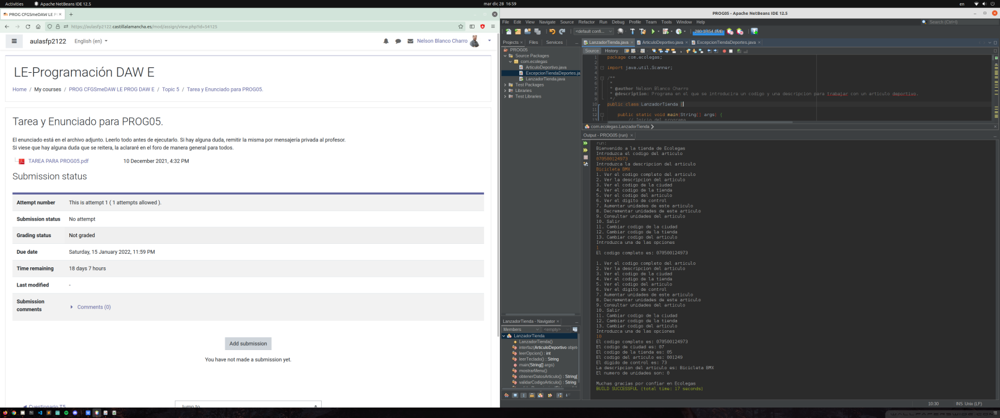 Activities Apache NetBeans IDE 12.5 mar dic 28 16:59 en
PROG CFGSmeDAW LE P
https://aulasfp2122.castillalamancha.es/mod/assign/view.php?id=54125
aulasfp2122 English (en) Nelson Blanco Charro
LE-Programación DAW E
Home / My courses / PROG CFGSmeDAW LE PROG DAW E / Topic 5 / Tarea y Enunciado para PROG05.
Tarea y Enunciado para PROG05.
El enunciado está en el archivo adjunto. Leerlo todo antes de ejecutarlo. Si hay alguna duda, remitir la misma por mensajería privada al profesor.
Si viese que hay alguna duda que se reitera, la aclararé en el foro de manera general para todos.
TAREA PARA PROG05.pdf 10 December 2021, 4:32 PM
Submission status
Attempt number This is attempt 1 ( 1 attempts allowed ).
Submission status No attempt
Grading status Not graded
Due date Saturday, 15 January 2022, 11:59 PM
Time remaining 18 days 7 hours
Last modified -
Submission
comments Comments (0)
Add submission
You have not made a submission yet.
Cuestionario T5 Jump to...
PROG05 - Apache NetBeans IDE 12.5
File Edit View Navigate Source Refactor Run Debug Profile Team Tools Window Help Search (Ctrl+I)
<default confi...
Projects Files Services
PROG05
Source Packages
com.ecolegas
ArticuloDeportivo.java
ExcepcionTiendaDeportes.ja
LanzadorTienda.java
Test Packages
Libraries
Test Libraries
LanzadorTienda.java ArticuloDeportivo.java ExcepcionTiendaDeportes.java
Source History
1 package com.ecolegas;
2
3 import java.util.Scanner;
4
5 /**
6 *
7 * @author Nelson Blanco Charro
8 * @description: Programa en el que se introducira un codigo y una descripcion para trabajar con un articulo deportivo.
9 */
10 public class LanzadorTienda {
11
12 public static void main(String[] args) {
13 // Inicio del programa
com.ecolegas.LanzadorTienda
Output - PROG05 (run)
run:
Bienvenido a la tienda de Ecolegas
Introduzca el codigo del articulo
070500124973
Introduzca la descripcion del articulo
Bicicleta BMX
1. Ver el codigo completo del articulo
2. Ver la descripcion del articulo
3. Ver el codigo de la ciudad
4. Ver el codigo de la tienda
5. Ver el codigo del articulo
6. Ver el digito de control
7. Aumentar unidades de este articulo
8. Decrementar unidades de este articulo
9. Consultar unidades del articulo
10. Salir
11. Cambiar codigo de la ciudad
12. Cambiar codigo de la tienda
13. Cambiar codigo del articulo
Introduzca una de las opciones
1
El codigo completo es: 070500124973
1. Ver el codigo completo del articulo
2. Ver la descripcion del articulo
3. Ver el codigo de la ciudad
4. Ver el codigo de la tienda
5. Ver el codigo del articulo
6. Ver el digito de control
7. Aumentar unidades de este articulo
8. Decrementar unidades de este articulo
9. Consultar unidades del articulo
10. Salir
11. Cambiar codigo de la ciudad
12. Cambiar codigo de la tienda
13. Cambiar codigo del articulo
Introduzca una de las opciones
10
El codigo completo es: 070500124973
El codigo de ciudad es: 07
El codigo de la tienda es: 05
El codigo del articulo es: 001249
El digido de control es: 73
La descripcion del articulo es: Bicicleta BMX
El numero de unidades son: 0
Muchas gracias por confiar en Ecolegas
BUILD SUCCESSFUL (total time: 17 seconds)
LanzadorTienda - Navigator
Members <empty>
LanzadorTienda
LanzadorTienda()
interfaz(ArticuloDeportivo objet
leerOpcion() : int
leerTeclado() : String
main(String[] args)
mostrarMenu()
obtenerDatosArticulo() : String[
validarCodigoArticulo() : String
10:30 INS Unix (LF)